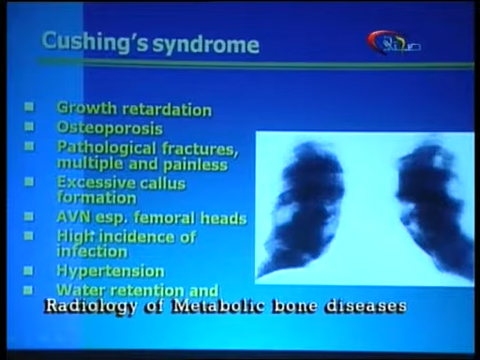 Cushing's syndrome
Growth retardation
Osteoporosis
Pathological fractures,
multiple and painless
Excessive callus
formation
AVN esp. femoral heads
High incidence of
infection
Hypertension
Water retention and
Radiology of Metabolic bone diseases